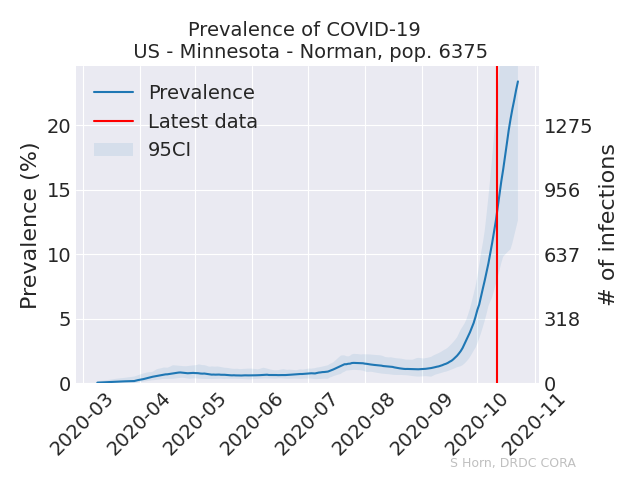 Prevalence of COVID-19
US - Minnesota - Norman, pop. 6375
Prevalence
Latest data
95CI
Prevalence (%)
20
15
10
5
0
1275
956
637
318
0
# of infections
2020-03
2020-04
2020-05
2020-06
2020-07
2020-08
2020-09
2020-10
2020-11
S Horn, DRDC CORA